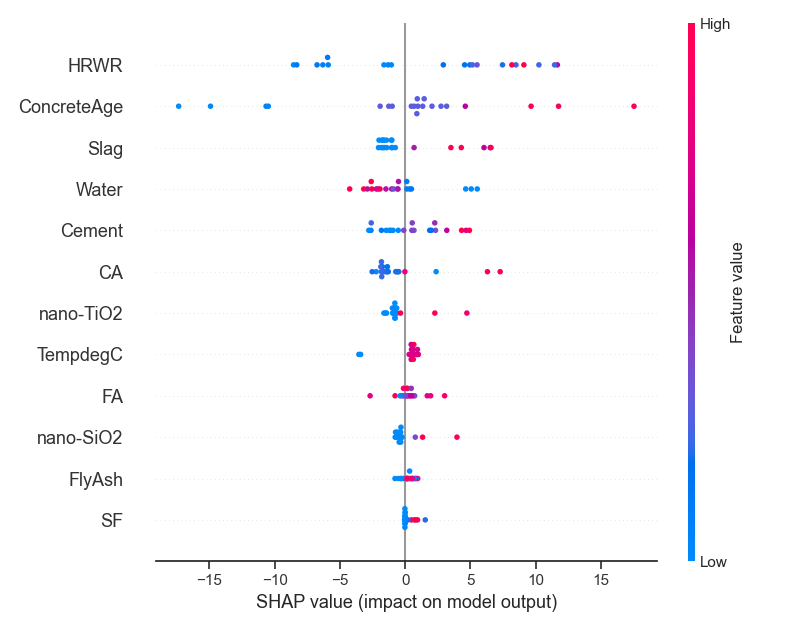 High
HRWR
ConcreteAge
Slag
Water
Cement
CA
nano-TiO2
TempdegC
FA
nano-SiO2
FlyAsh
SF
Feature value
Low
−15 −10 −5 0 5 10 15
SHAP value (impact on model output)